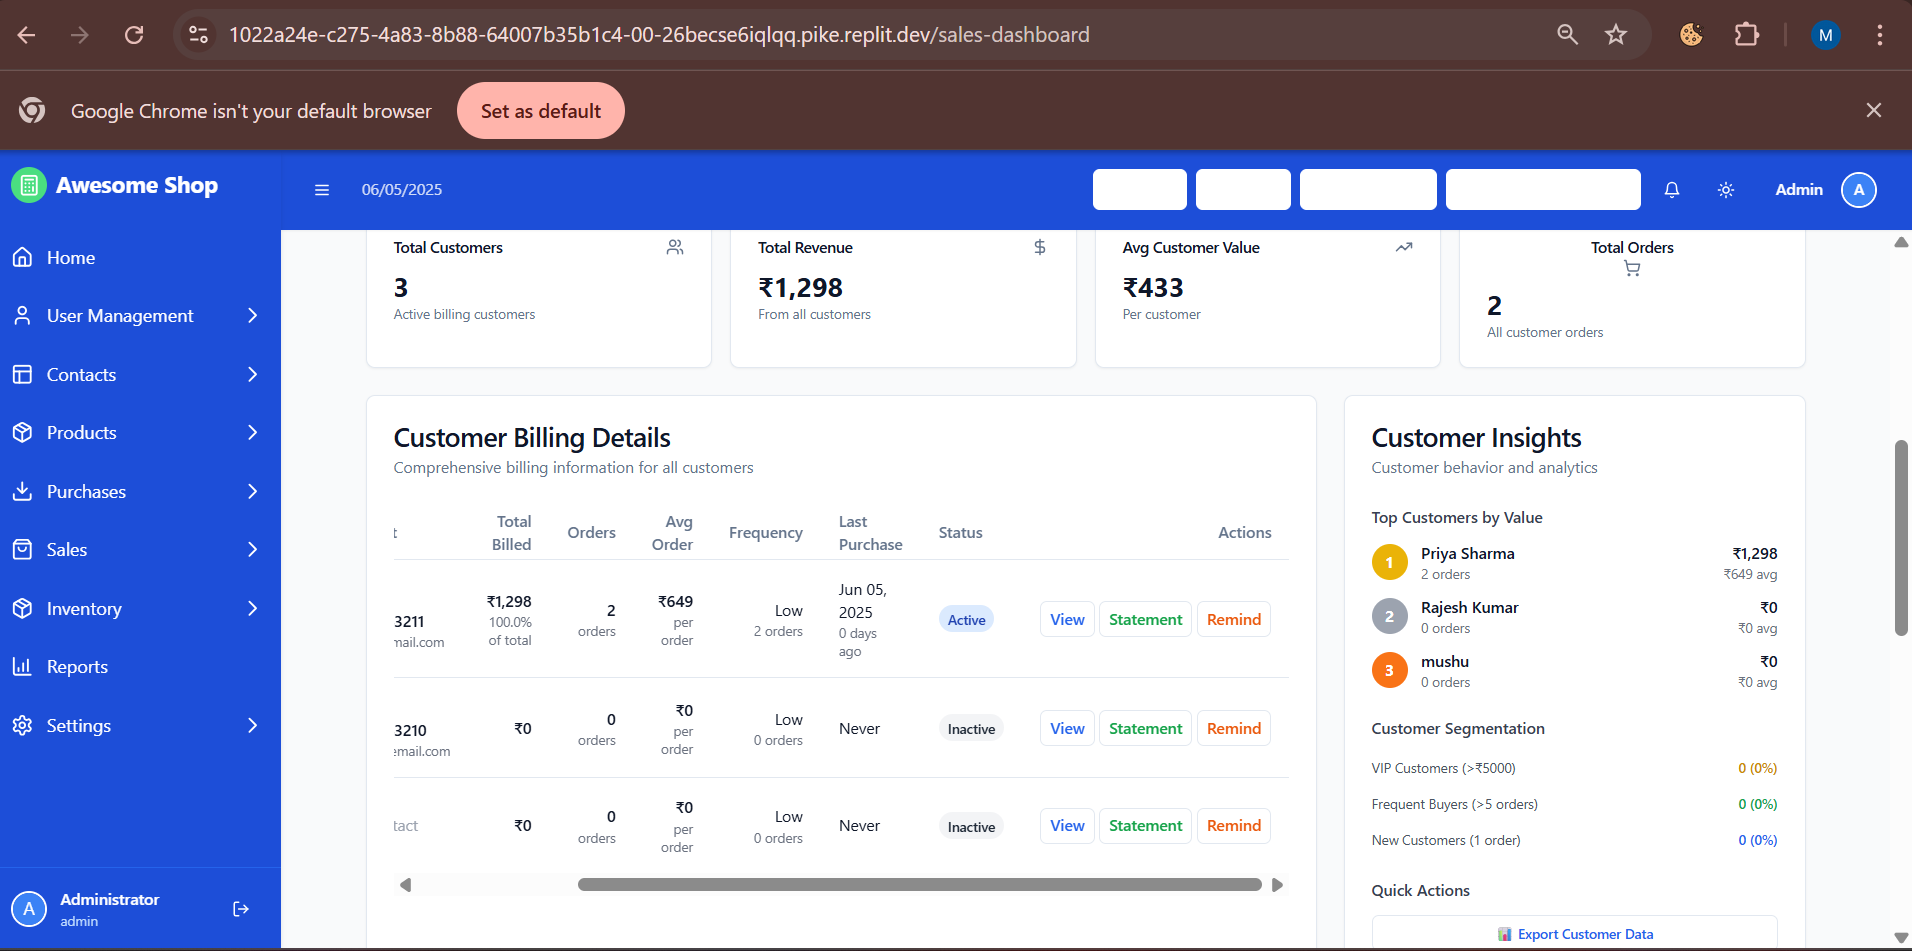 1022a24e-c275-4a83-8b88-64007b35b1c4-00-26becse6iqlqq.pike.replit.dev/sales-dashboard
M
Google Chrome isn't your default browser
Set as default
Awesome Shop
06/05/2025
Admin
A
Home
User Management
Contacts
Products
Purchases
Sales
Inventory
Reports
Settings
A
Administrator
admin
Total Customers
3
Active billing customers
Total Revenue
₹1,298
From all customers
Avg Customer Value
₹433
Per customer
Total Orders
2
All customer orders
Customer Billing Details
Comprehensive billing information for all customers
t
Total Billed
Orders
Avg Order
Frequency
Last Purchase
Status
Actions
3211
mail.com
₹1,298
100.0%
of total
2
orders
₹649
per
order
Low
2 orders
Jun 05,
2025
0 days
ago
Active
View
Statement
Remind
3210
email.com
₹0
0
orders
₹0
per
order
Low
0 orders
Never
Inactive
View
Statement
Remind
tact
₹0
0
orders
₹0
per
order
Low
0 orders
Never
Inactive
View
Statement
Remind
Customer Insights
Customer behavior and analytics
Top Customers by Value
1
Priya Sharma
₹1,298
2 orders
₹649 avg
2
Rajesh Kumar
₹0
0 orders
₹0 avg
3
mushu
₹0
0 orders
₹0 avg
Customer Segmentation
VIP Customers (>₹5000)
0 (0%)
Frequent Buyers (>5 orders)
0 (0%)
New Customers (1 order)
0 (0%)
Quick Actions
Export Customer Data